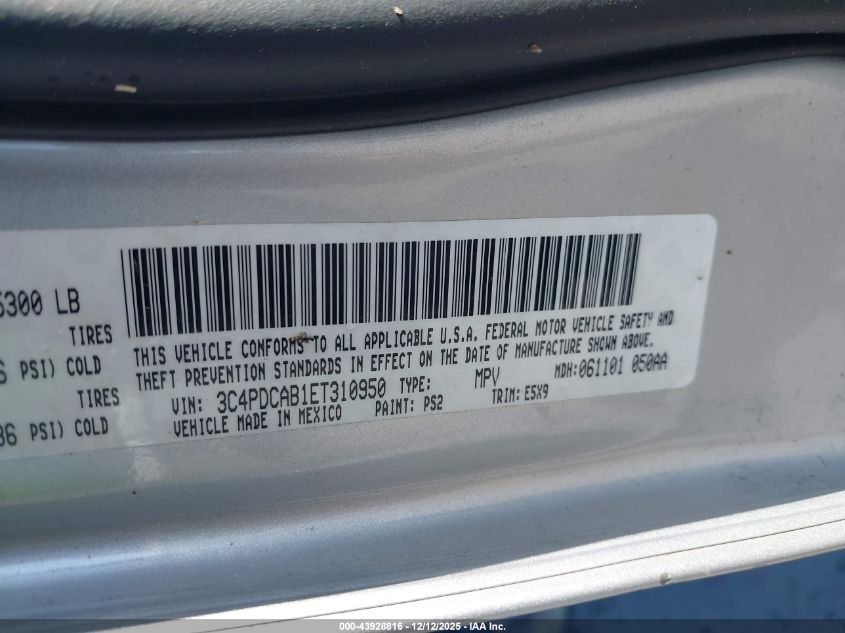 5300 LB
TIRES
PSI) COLD
TIRES
36 PSI) COLD
THIS VEHICLE CONFORMS TO ALL APPLICABLE U.S.A. FEDERAL MOTOR VEHICLE SAFETY AND
THEFT PREVENTION STANDARDS IN EFFECT ON THE DATE OF MANUFACTURE SHOWN ABOVE.
VIN: 3C4PDCAB1ET310950 TYPE: MPV MDH:061101 050AA
VEHICLE MADE IN MEXICO PAINT: PS2 TRIM: E5X9
000-43928816 - 12/12/2025 - IAA Inc.